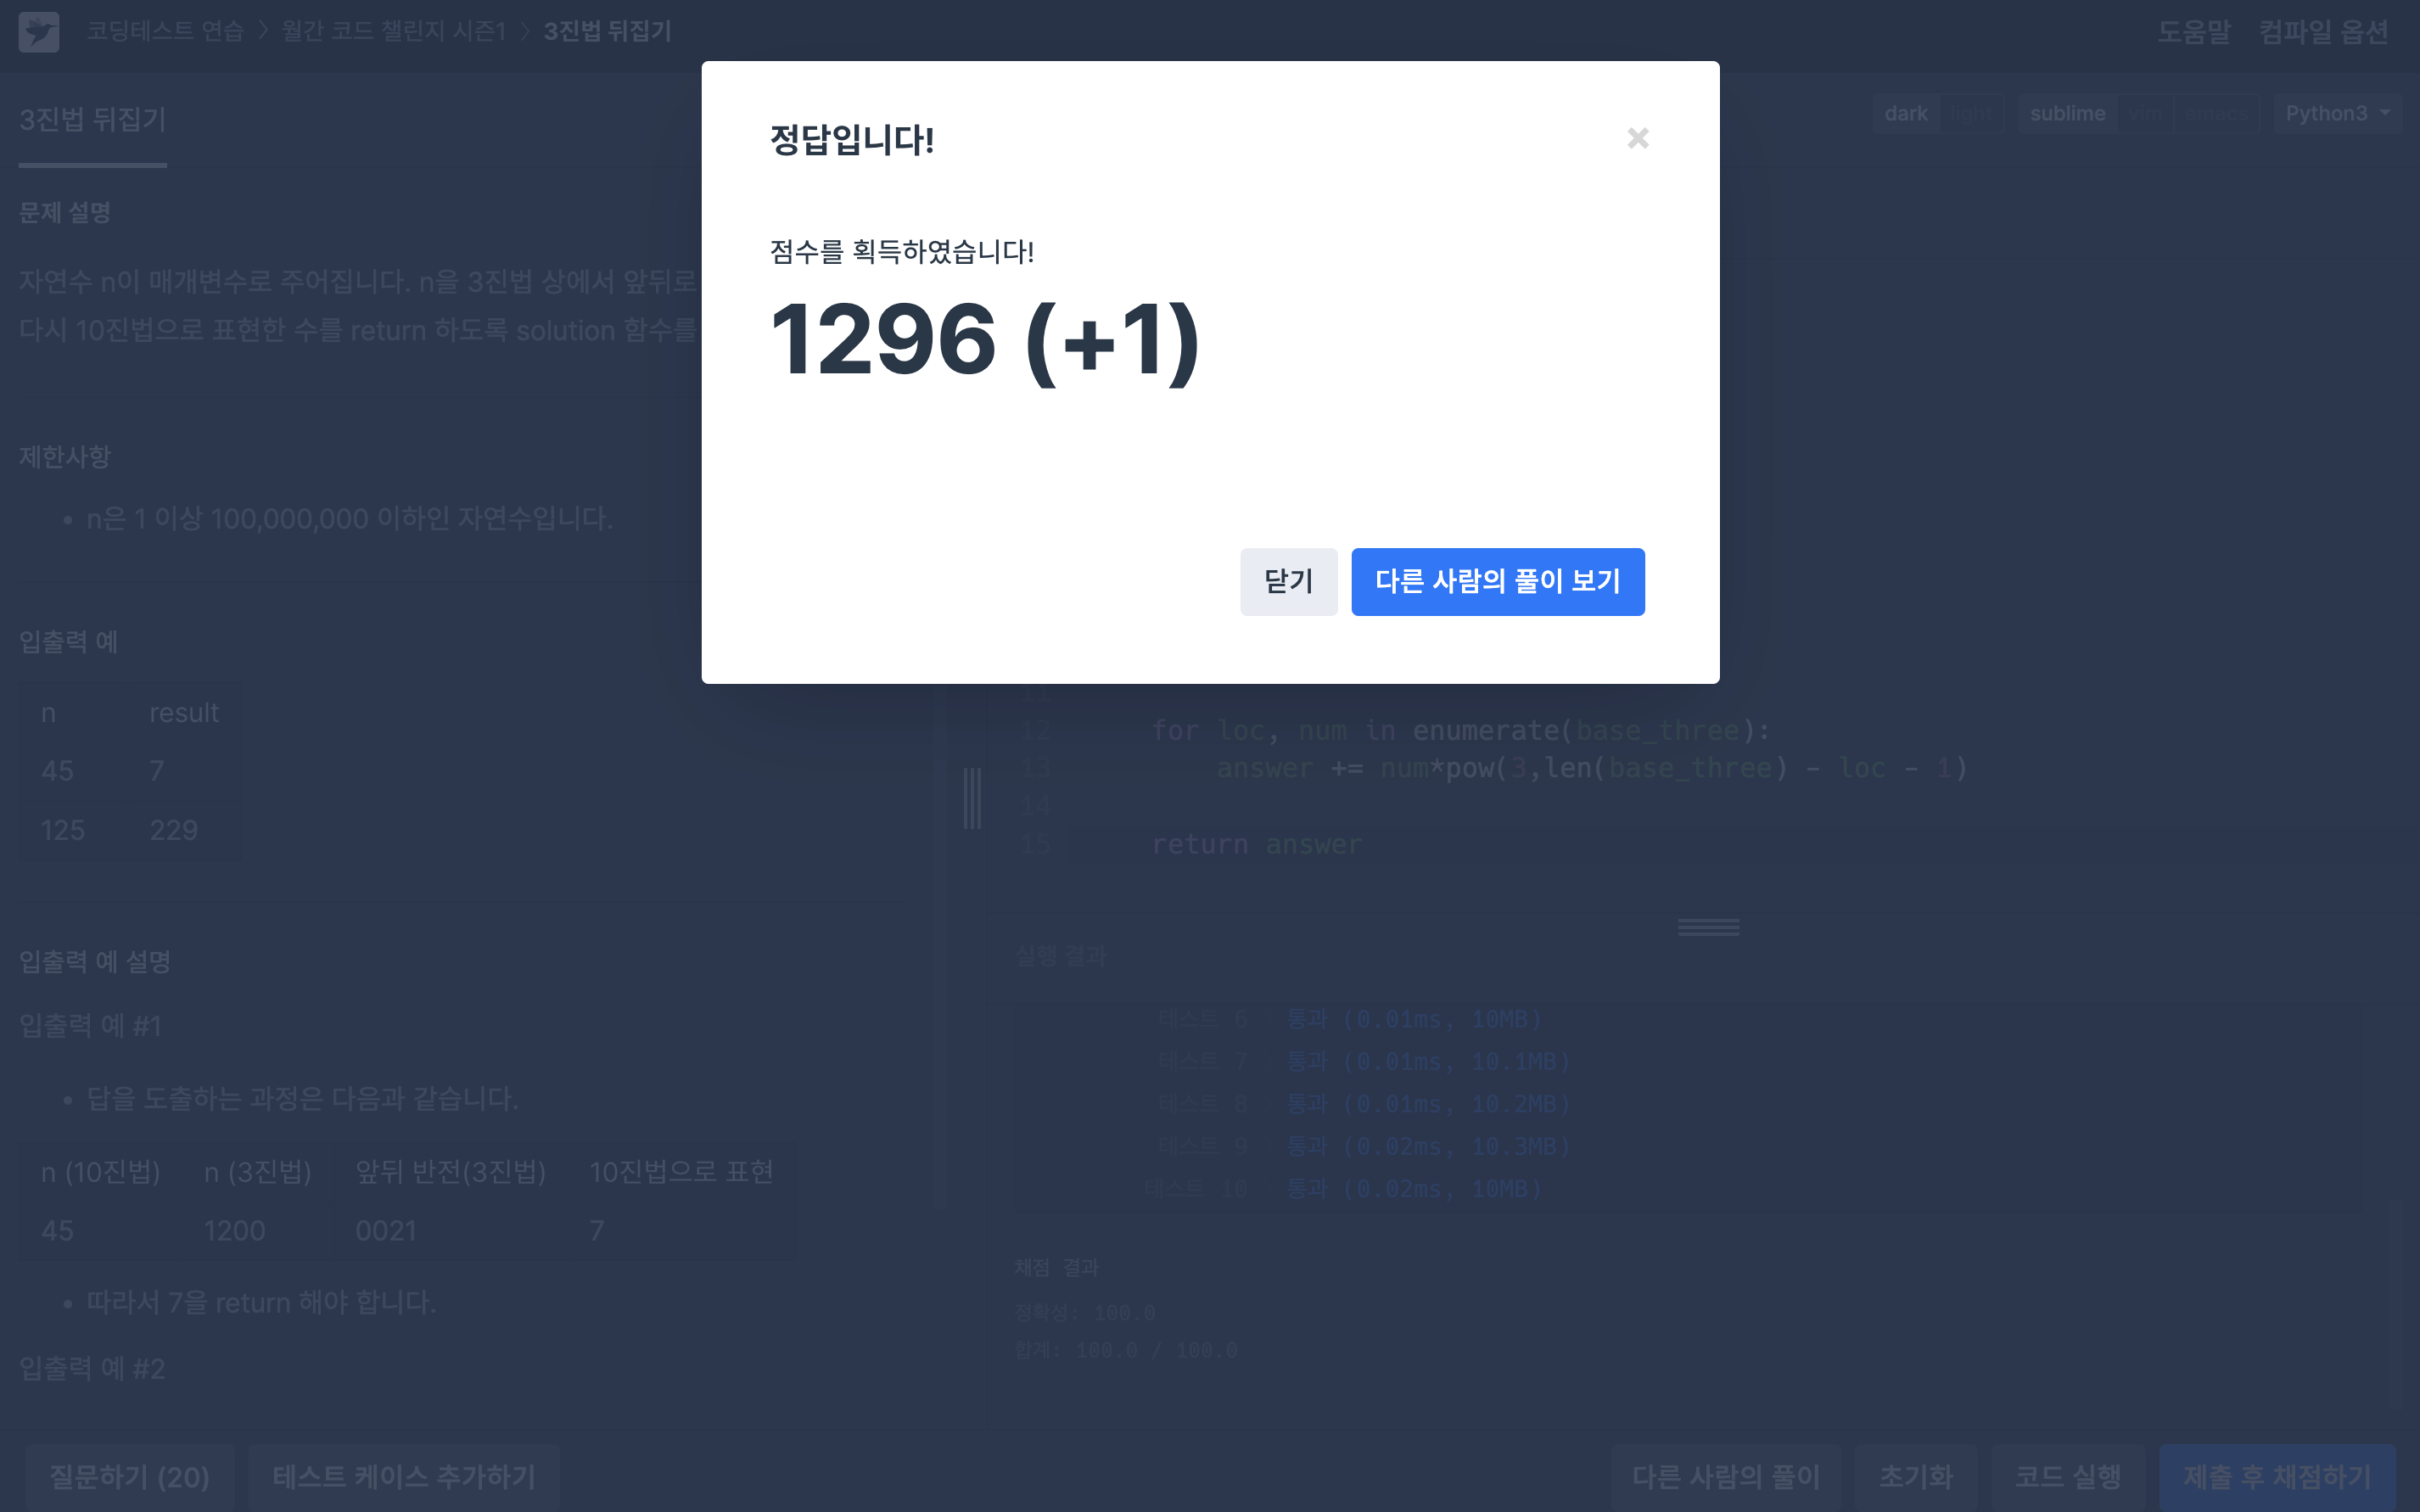 코딩테스트 연습 > 월간 코드 챌린지 시즌1 > 3진법 뒤집기
도움말 컴파일 옵션
3진법 뒤집기
dark light sublime vim emacs Python3
문제 설명
자연수 n이 매개변수로 주어집니다. n을 3진법 상에서 앞뒤로
다시 10진법으로 표현한 수를 return 하도록 solution 함수를
제한사항
• n은 1 이상 100,000,000 이하인 자연수입니다.
입출력 예
n result
45 7
125 229
입출력 예 설명
입출력 예 #1
• 답을 도출하는 과정은 다음과 같습니다.
n (10진법) n (3진법) 앞뒤 반전(3진법) 10진법으로 표현
45 1200 0021 7
• 따라서 7을 return 해야 합니다.
입출력 예 #2
정답입니다!
×
점수를 획득하였습니다!
1296 (+1)
닫기 다른 사람의 풀이 보기
11
12 for loc, num in enumerate(base_three):
13 answer += num*pow(3,len(base_three) - loc - 1)
14
15 return answer
실행 결과
테스트 6 통과 (0.01ms, 10MB)
테스트 7 통과 (0.01ms, 10.1MB)
테스트 8 통과 (0.01ms, 10.2MB)
테스트 9 통과 (0.02ms, 10.3MB)
테스트 10 통과 (0.02ms, 10MB)
채점 결과
정확성: 100.0
합계: 100.0 / 100.0
질문하기 (20) 테스트 케이스 추가하기
다른 사람의 풀이 초기화 코드 실행 제출 후 채점하기